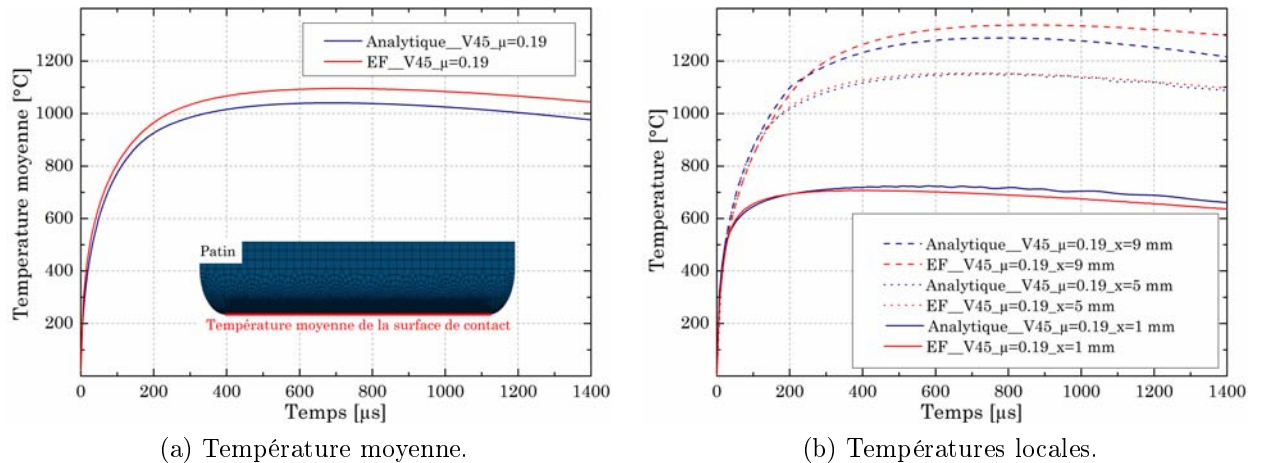 Température moyenne [°C]
1200
1000
800
600
400
200
Analytique__V45_μ=0.19
EF__V45_μ=0.19
Patin
Température moyenne de la surface de contact
0 200 400 600 800 1000 1200 1400
Temps [μs]
(a) Température moyenne.
Temperature [°C]
1200
1000
800
600
400
200
Analytique__V45_μ=0.19_x=9 mm
EF__V45_μ=0.19_x=9 mm
Analytique__V45_μ=0.19_x=5 mm
EF__V45_μ=0.19_x=5 mm
Analytique__V45_μ=0.19_x=1 mm
EF__V45_μ=0.19_x=1 mm
0 200 400 600 800 1000 1200 1400
Temps [μs]
(b) Températures locales.